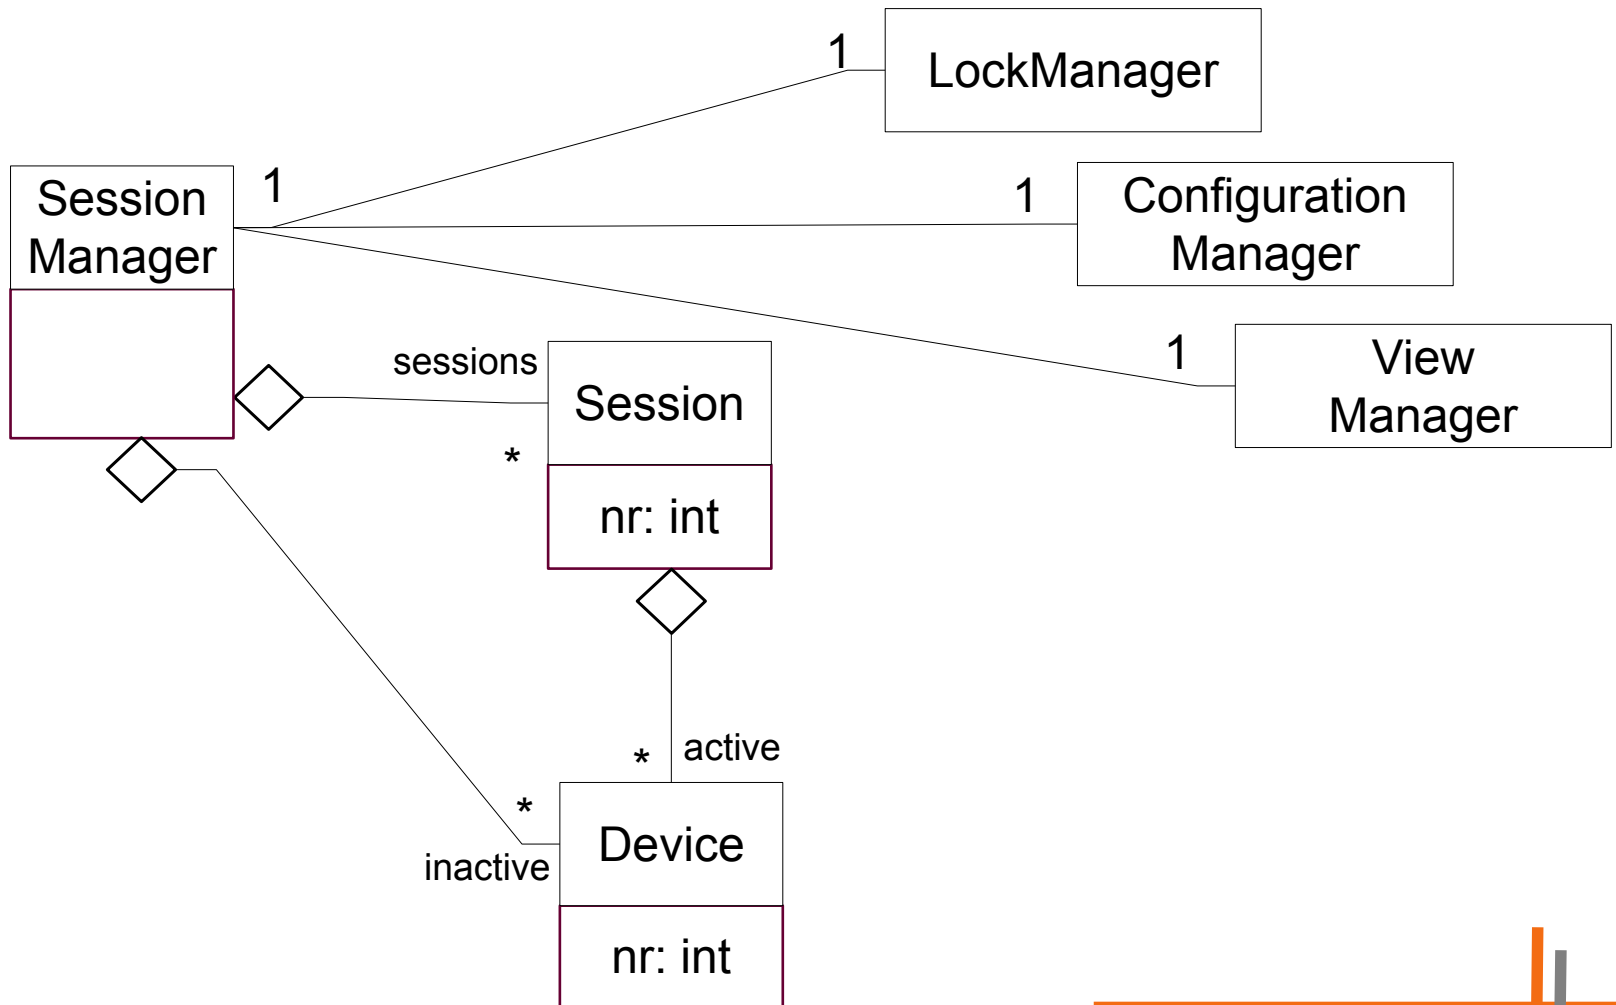 1
LockManager
Session
Manager
1
1
Configuration
Manager
1
View
Manager
sessions
*
Session
nr: int
*
active
*
inactive
Device
nr: int